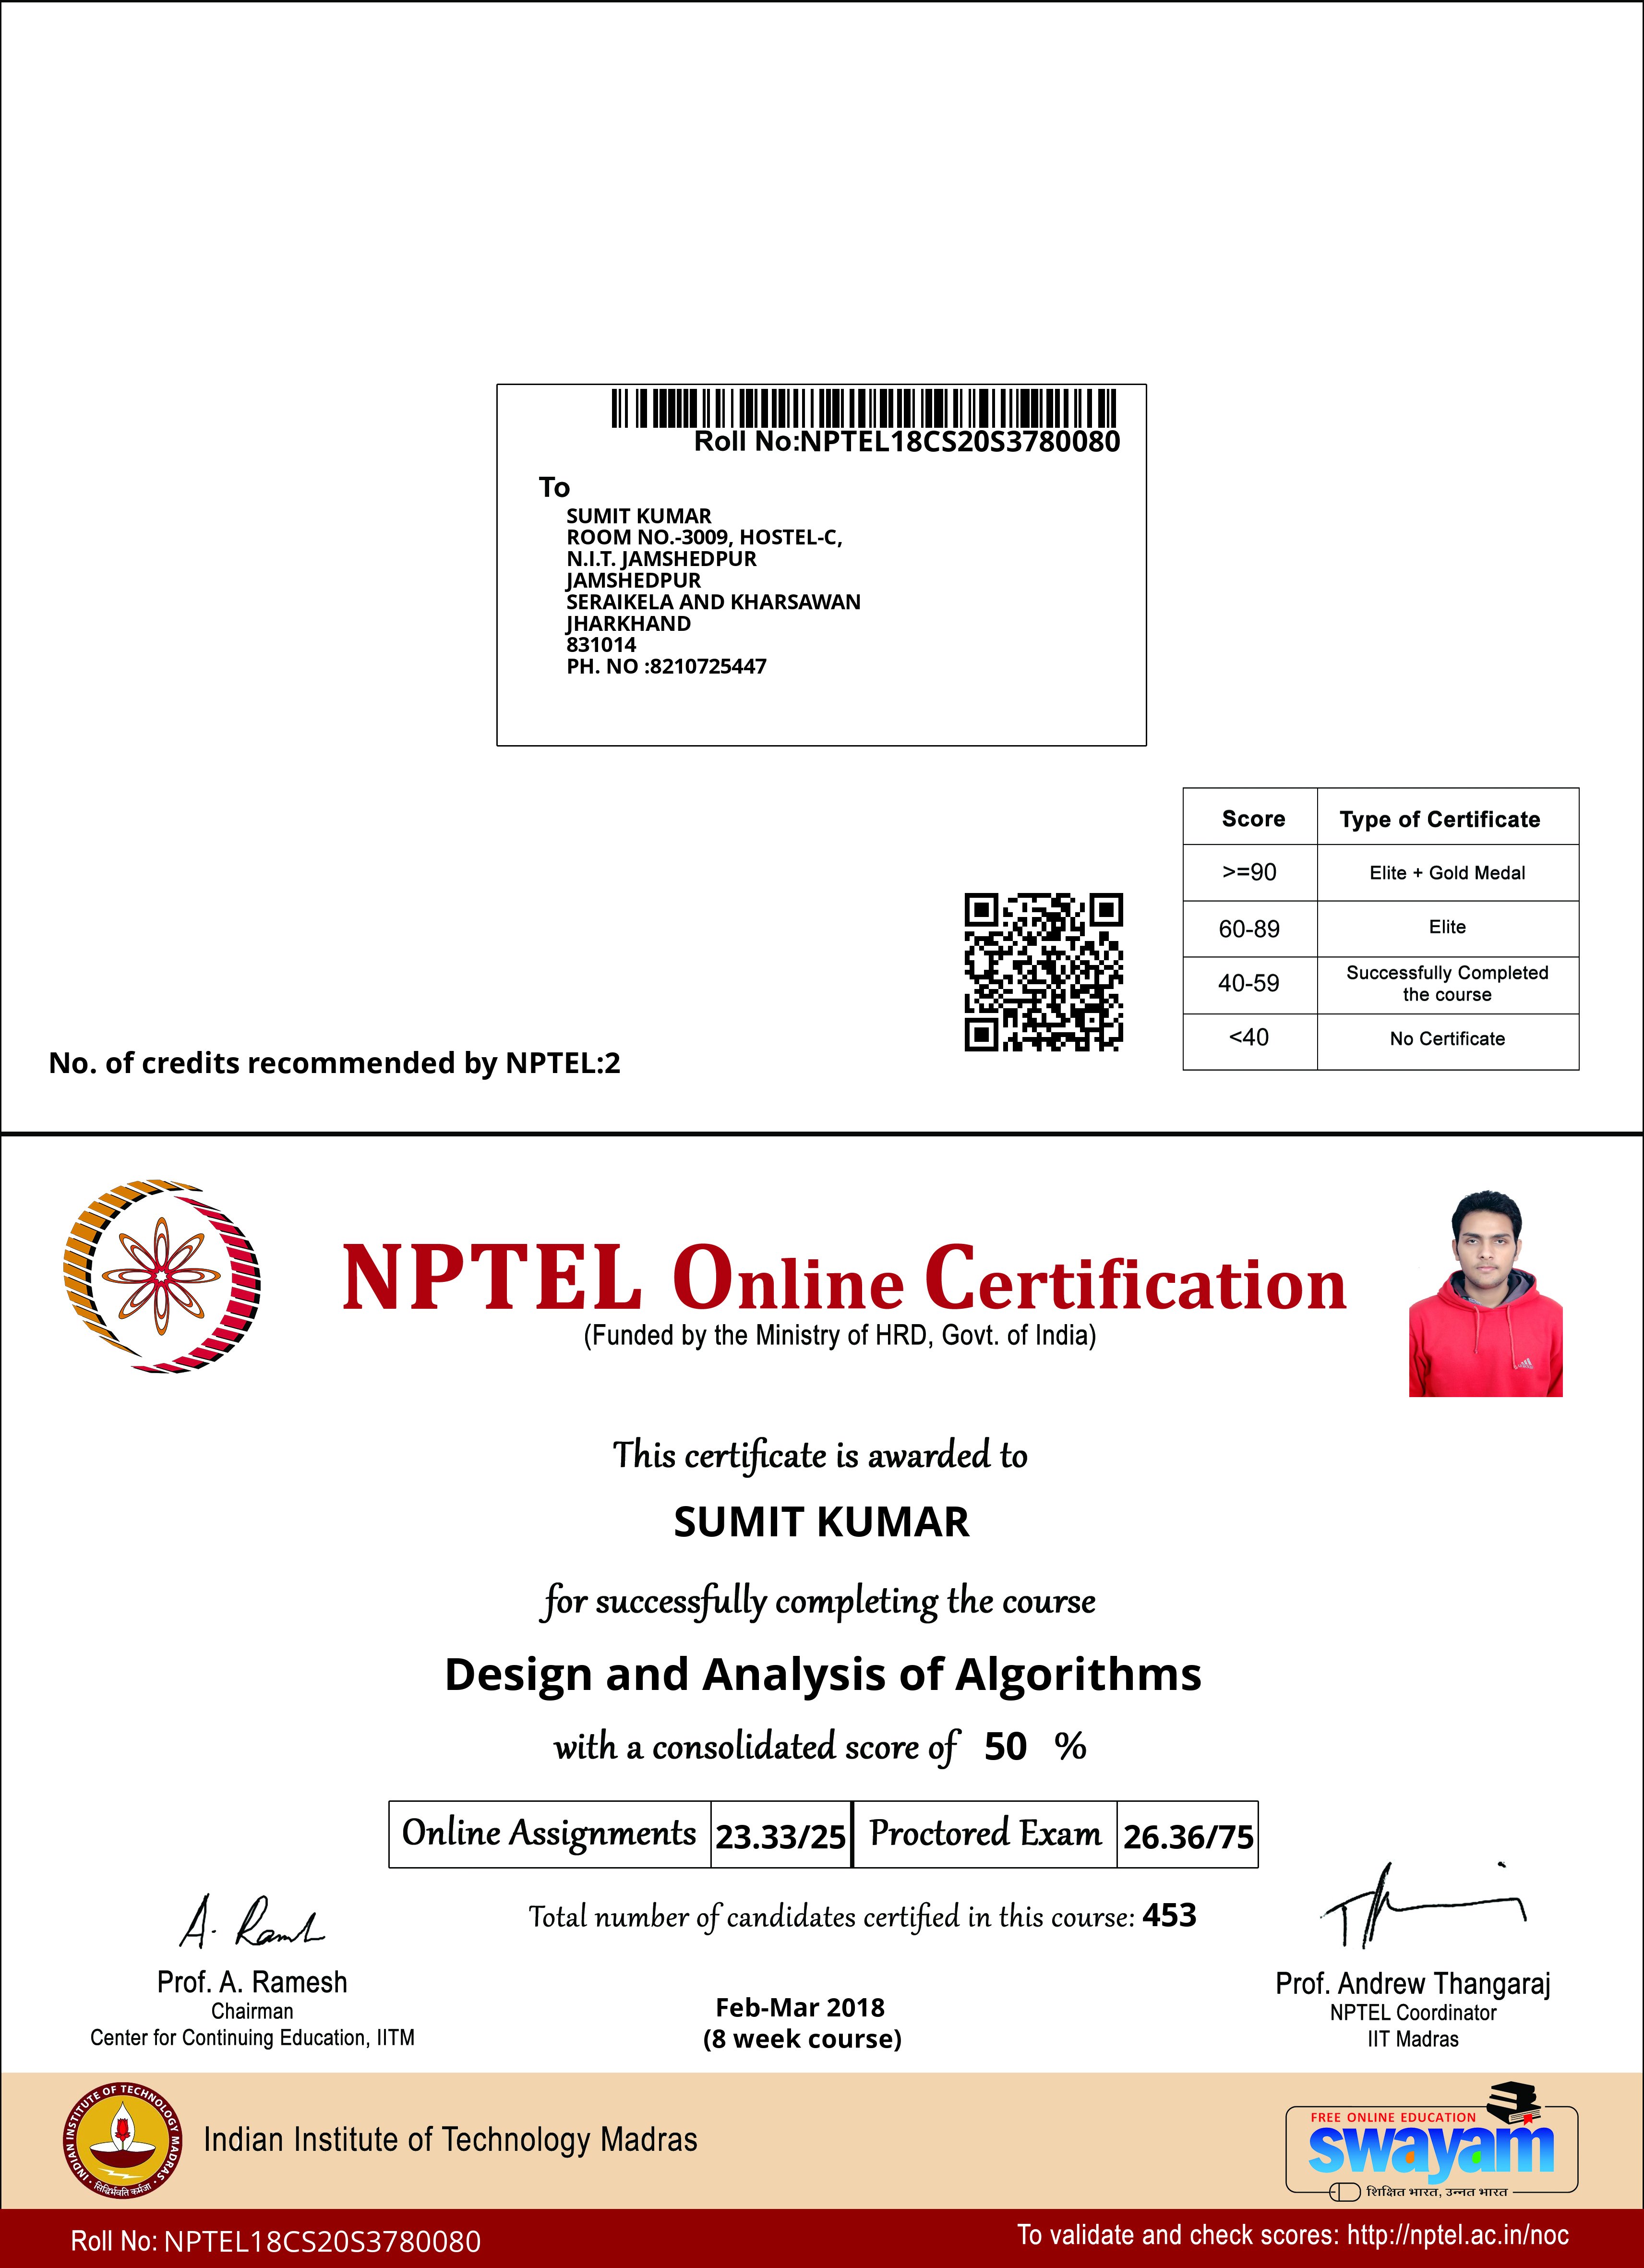 Roll No:NPTEL18CS20S3780080
To
SUMIT KUMAR
ROOM NO.-3009, HOSTEL-C,
N.I.T. JAMSHEDPUR
JAMSHEDPUR
SERAIKELA AND KHARSAWAN
JHARKHAND
831014
PH. NO :8210725447
Score Type of Certificate
>=90 Elite + Gold Medal
60-89 Elite
40-59 Successfully Completed
the course
<40 No Certificate
No. of credits recommended by NPTEL:2
NPTEL Online Certification
(Funded by the Ministry of HRD, Govt. of India)
This certificate is awarded to
SUMIT KUMAR
for successfully completing the course
Design and Analysis of Algorithms
with a consolidated score of 50 %
Online Assignments 23.33/25 Proctored Exam 26.36/75
Total number of candidates certified in this course: 453
A. Ramesh
Prof. A. Ramesh
Chairman
Center for Continuing Education, IITM
Feb-Mar 2018
(8 week course)
Prof. Andrew Thangaraj
NPTEL Coordinator
IIT Madras
INDIAN INSTITUTE OF TECHNOLOGY MADRAS
सिद्धिर्भवति कर्मजा
Indian Institute of Technology Madras
FREE ONLINE EDUCATION
swayam
शिक्षित भारत, उन्नत भारत
Roll No: NPTEL18CS20S3780080
To validate and check scores: http://nptel.ac.in/noc